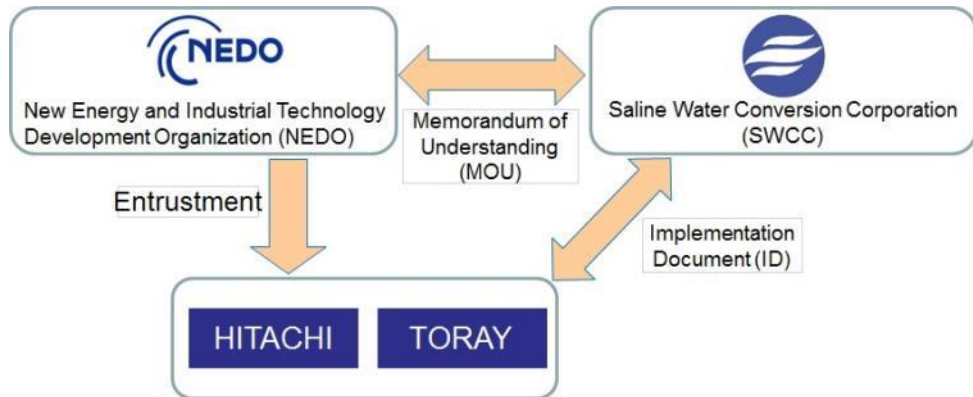 NEDO
New Energy and Industrial Technology
Development Organization (NEDO)
Memorandum of
Understanding
(MOU)
Saline Water Conversion Corporation
(SWCC)
Entrustment
Implementation
Document (ID)
HITACHI
TORAY